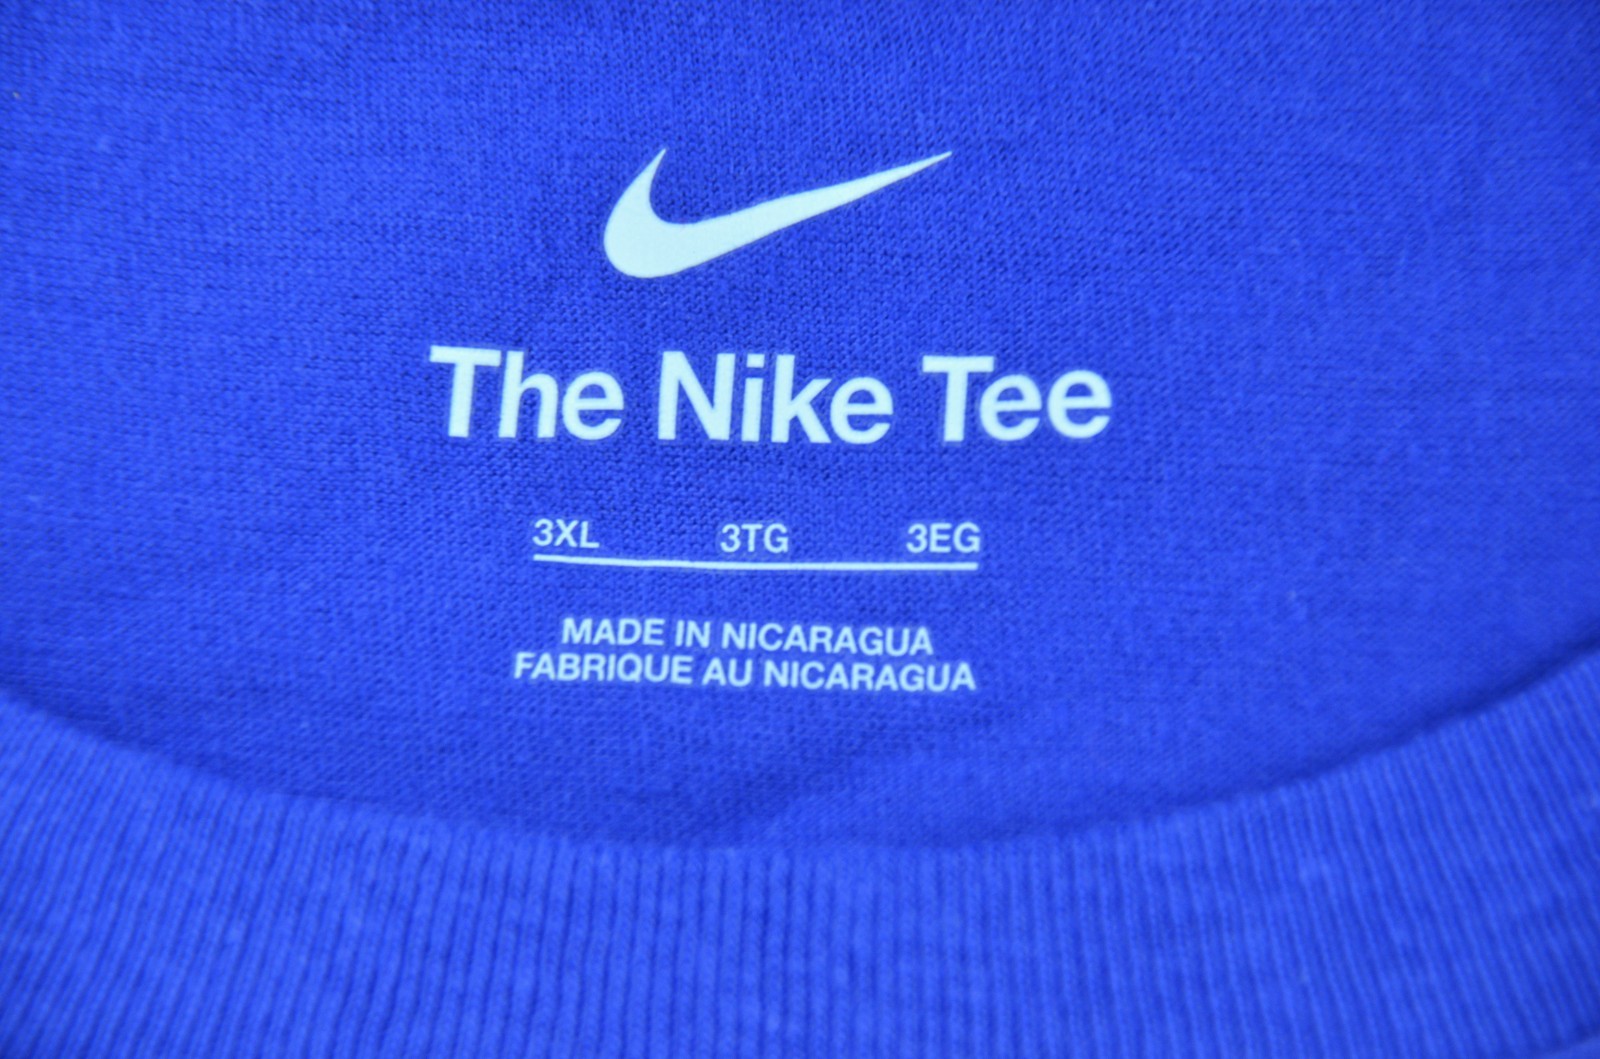 The Nike Tee
3XL 3TG 3EG
MADE IN NICARAGUA
FABRIQUE AU NICARAGUA